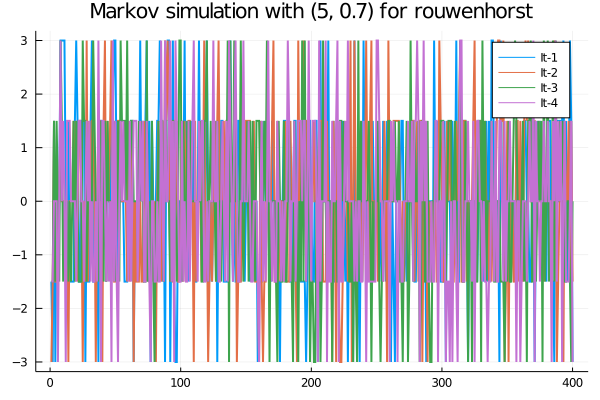 Markov simulation with (5, 0.7) for rouwenhorst
3
2
1
0
−1
−2
−3
0
100
200
300
400
It-1
It-2
It-3
It-4